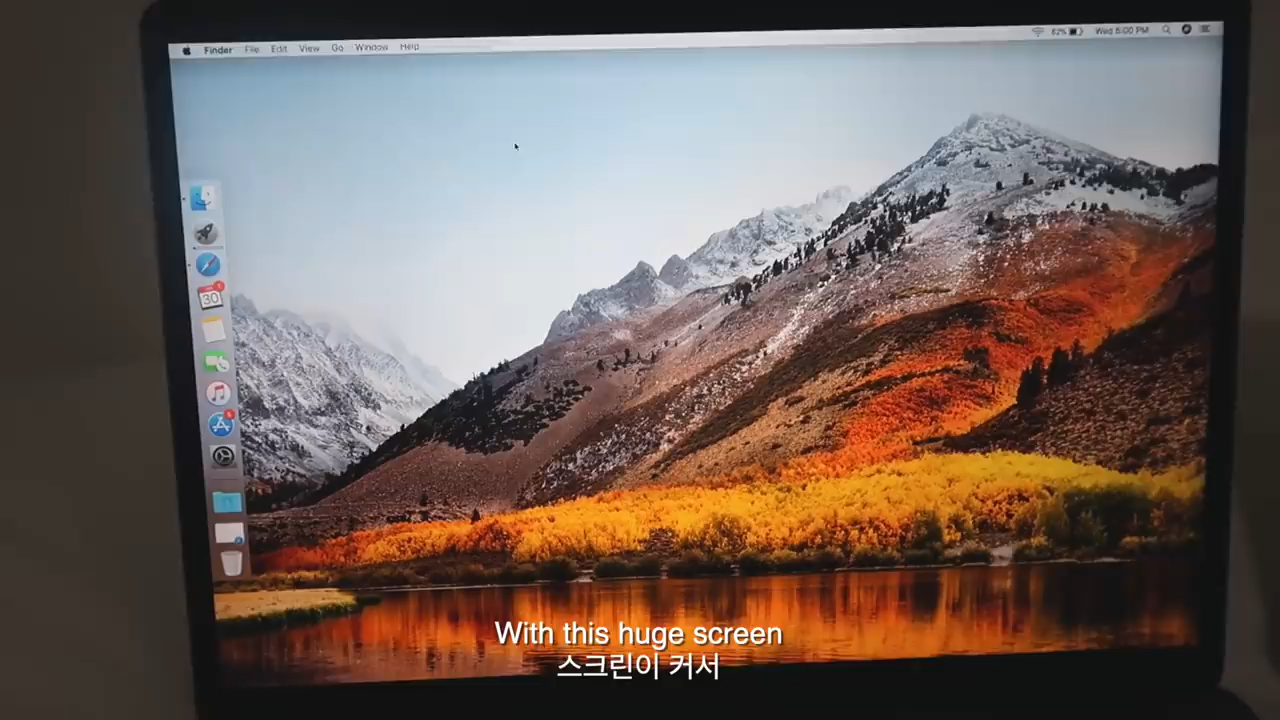 Finder File Edit View Go Window Help
82% Wed 5:00 PM
30
With this huge screen
스크린이 커서